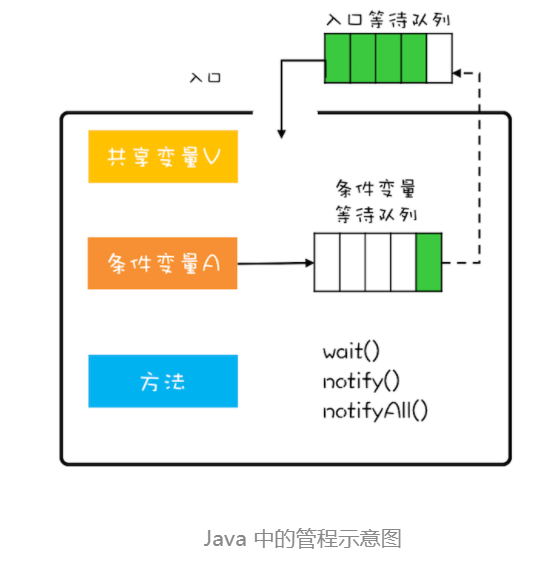 入口等待队列
入口
共享变量V
条件变量
等待队列
条件变量A
方法
wait()
notify()
notifyAll()
Java 中的管程示意图